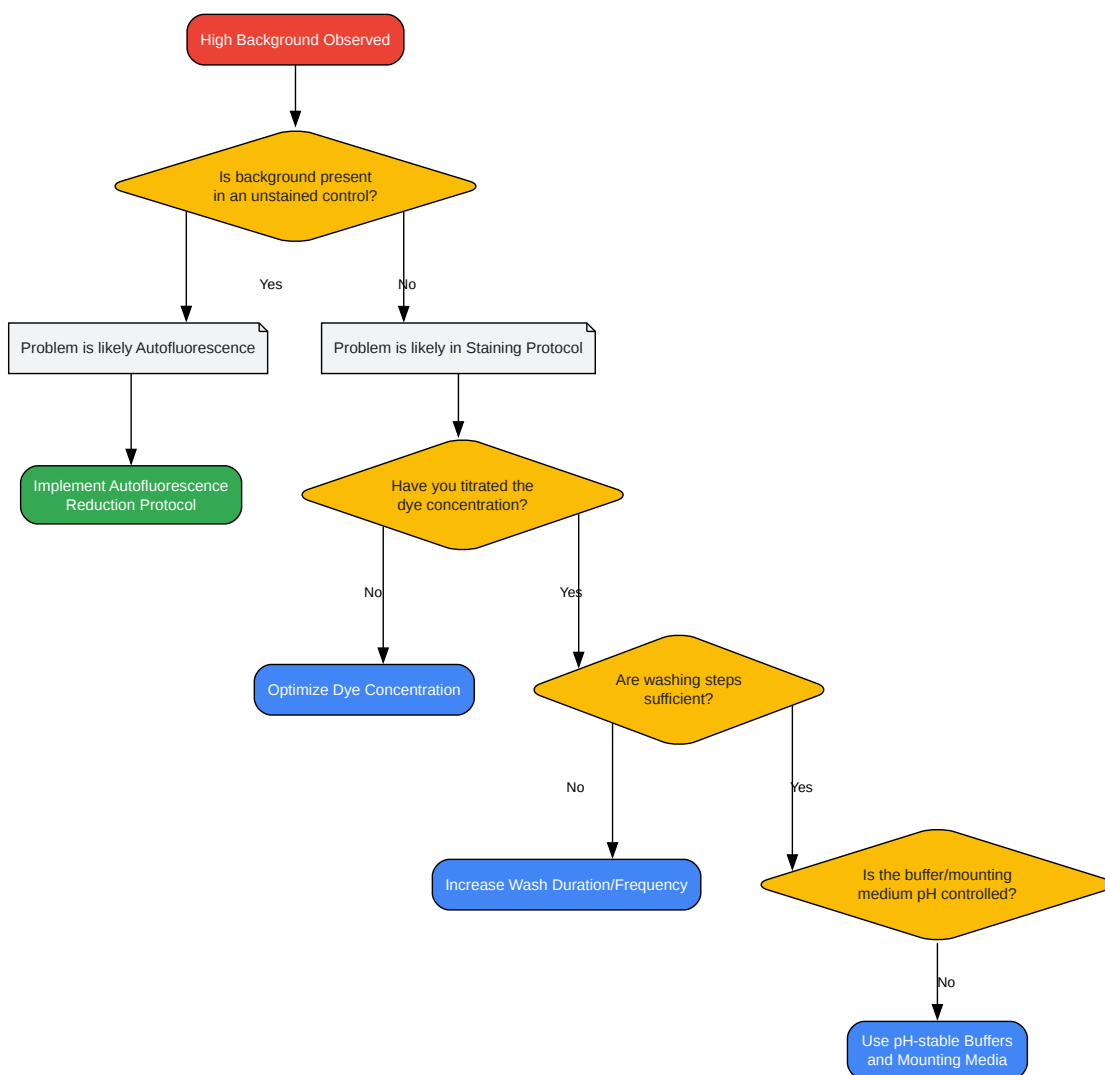 High Background Observed
Is background present
in an unstained control?
Yes
No
Problem is likely Autofluorescence
Problem is likely in Staining Protocol
Implement Autofluorescence
Reduction Protocol
Have you titrated the
dye concentration?
No
Yes
Optimize Dye Concentration
Are washing steps
sufficient?
No
Yes
Increase Wash Duration/Frequency
Is the buffer/mounting
medium pH controlled?
No
Use pH-stable Buffers
and Mounting Media